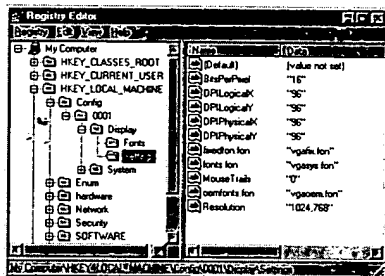 Registry Editor
Registry Edit View Help
My Computer
HKEY_CLASSES_ROOT
HKEY_CURRENT_USER
HKEY_LOCAL_MACHINE
Config
0001
Display
Fonts
Settings
System
Enum
hardware
Network
Security
SOFTWARE
Name Data
(Default) (value not set)
BitsPerPixel "16"
DPILogicalX "96"
DPILogicalY "96"
DPIPhysicalX "96"
DPIPhysicalY "96"
fixedfon.fon "vgafix.fon"
fonts.fon "vgasys.fon"
MouseTrails "0"
oemfonts.fon "vgaoem.fon"
Resolution "1024,768"
My Computer\HKEY_LOCAL_MACHINE\Config\0001\Display\Settings